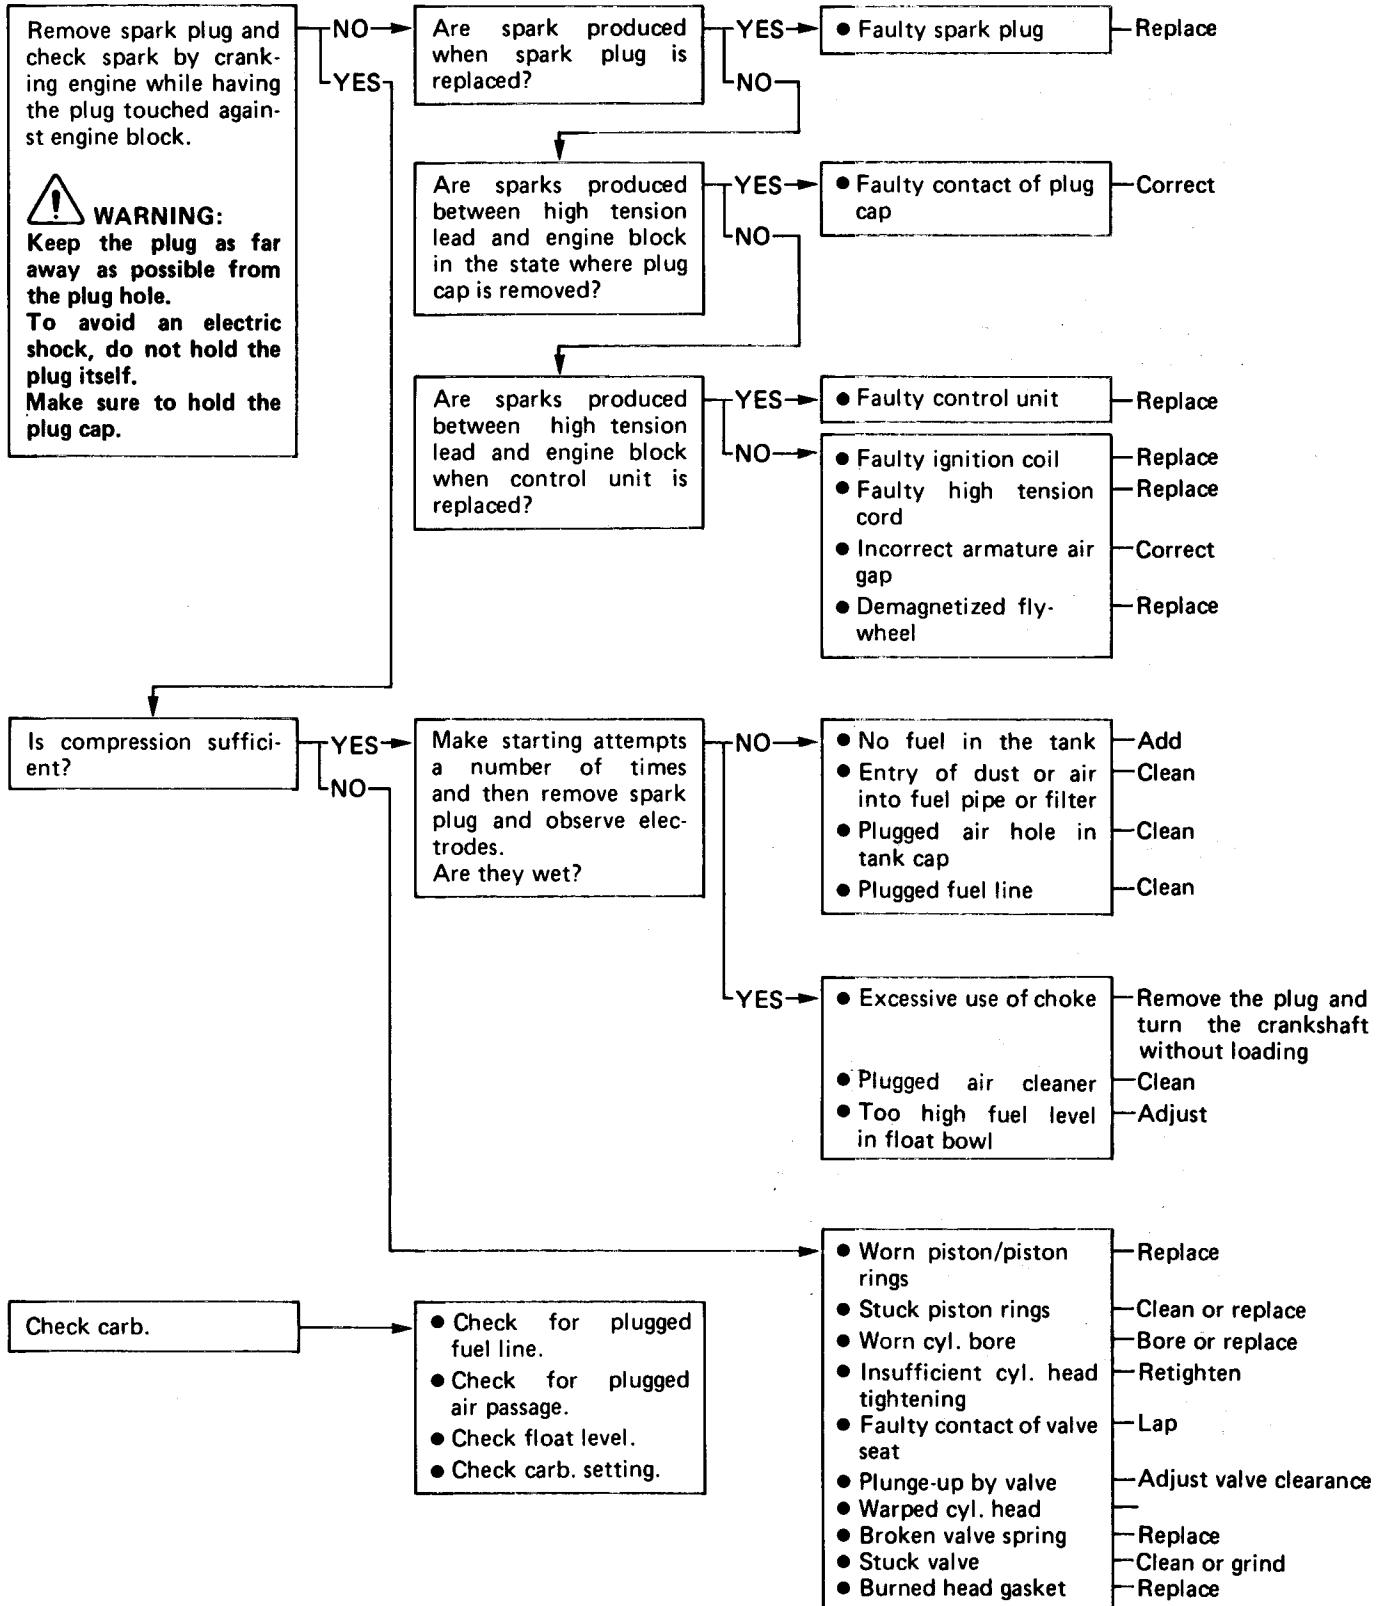 Remove spark plug and
check spark by crank-
ing engine while having
the plug touched again-
st engine block.
WARNING:
Keep the plug as far
away as possible from
the plug hole.
To avoid an electric
shock, do not hold the
plug itself.
Make sure to hold the
plug cap.
NO
YES
Are spark produced
when spark plug is
replaced?
YES
NO
● Faulty spark plug
Replace
Are sparks produced
between high tension
lead and engine block
in the state where plug
cap is removed?
YES
NO
● Faulty contact of plug
cap
Correct
Are sparks produced
between high tension
lead and engine block
when control unit is
replaced?
YES
NO
● Faulty control unit
Replace
● Faulty ignition coil
Replace
● Faulty high tension
cord
Replace
● Incorrect armature air
gap
Correct
● Demagnetized fly-
wheel
Replace
Is compression suffici-
ent?
YES
NO
Make starting attempts
a number of times
and then remove spark
plug and observe elec-
trodes.
Are they wet?
NO
● No fuel in the tank
Add
● Entry of dust or air
into fuel pipe or filter
Clean
● Plugged air hole in
tank cap
Clean
● Plugged fuel line
Clean
YES
● Excessive use of choke
Remove the plug and
turn the crankshaft
without loading
● Plugged air cleaner
Clean
● Too high fuel level
in float bowl
Adjust
● Worn piston/piston
rings
Replace
● Stuck piston rings
Clean or replace
● Worn cyl. bore
Bore or replace
● Insufficient cyl. head
tightening
Retighten
● Faulty contact of valve
seat
Lap
● Plunge-up by valve
Adjust valve clearance
● Warped cyl. head
● Broken valve spring
Replace
● Stuck valve
Clean or grind
● Burned head gasket
Replace
Check carb.
● Check for plugged
fuel line.
● Check for plugged
air passage.
● Check float level.
● Check carb. setting.